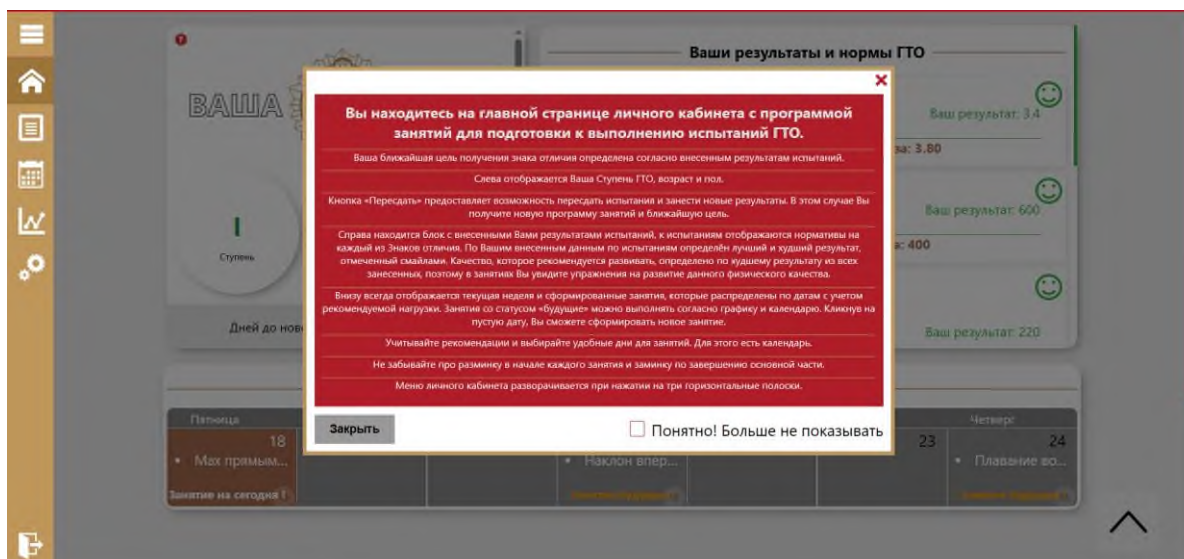 Ваши результаты и нормы ГТО
ВАША
Ваш результат: 3.4
за: 3.80
Ваш результат: 600
а: 400
Ваш результат: 220
I
Ступень
Дней до нов
Вы находитесь на главной странице личного кабинета с программой
занятий для подготовки к выполнению испытаний ГТО.
Ваша ближайшая цель получения знака отличия определена согласно внесенным результатам испытаний.
Слева отображается Ваша Ступень ГТО, возраст и пол.
Кнопка «Пересдать» предоставляет возможность пересдать испытания и занести новые результаты. В этом случае Вы
получите новую программу занятий и ближайшую цель.
Справа находится блок с внесенными Вами результатами испытаний, к испытаниям отображаются нормативы на
каждый из Знаков отличия. По Вашим внесенным данным по испытаниям определён лучший и худший результат,
отмеченный смайлами. Качество, которое рекомендуется развивать, определено по худшему результату из всех
занесенных, поэтому в занятиях Вы увидите упражнения на развитие данного физического качества.
Внизу всегда отображается текущая неделя и сформированные занятия, которые распределены по датам с учетом
рекомендуемой нагрузки. Занятия со статусом «будущие» можно выполнять согласно графику и календарю. Кликнув на
пустую дату, Вы сможете сформировать новое занятие.
Учитывайте рекомендации и выбирайте удобные дни для занятий. Для этого есть календарь.
Не забывайте про разминку в начале каждого занятия и заминку по завершению основной части.
Меню личного кабинета разворачивается при нажатии на три горизонтальные полоски.
Закрыть
Понятно! Больше не показывать
Пятница
Четверг
18
23
24
Мах прямым...
Наклон впер...
Плавание во...
Занятие на сегодня !